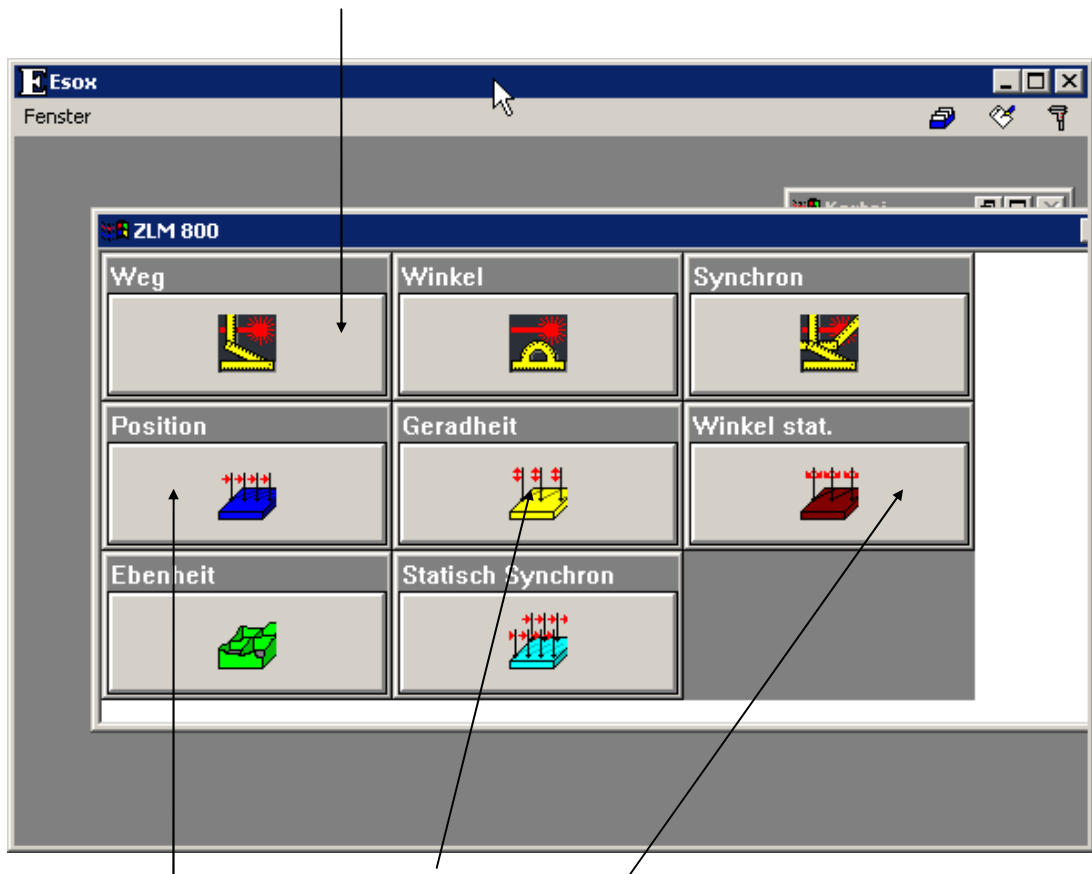 Esox
Fenster
ZLM 800
Weg Winkel Synchron
Position Geradheit Winkel stat.
Ebenheit Statisch Synchron